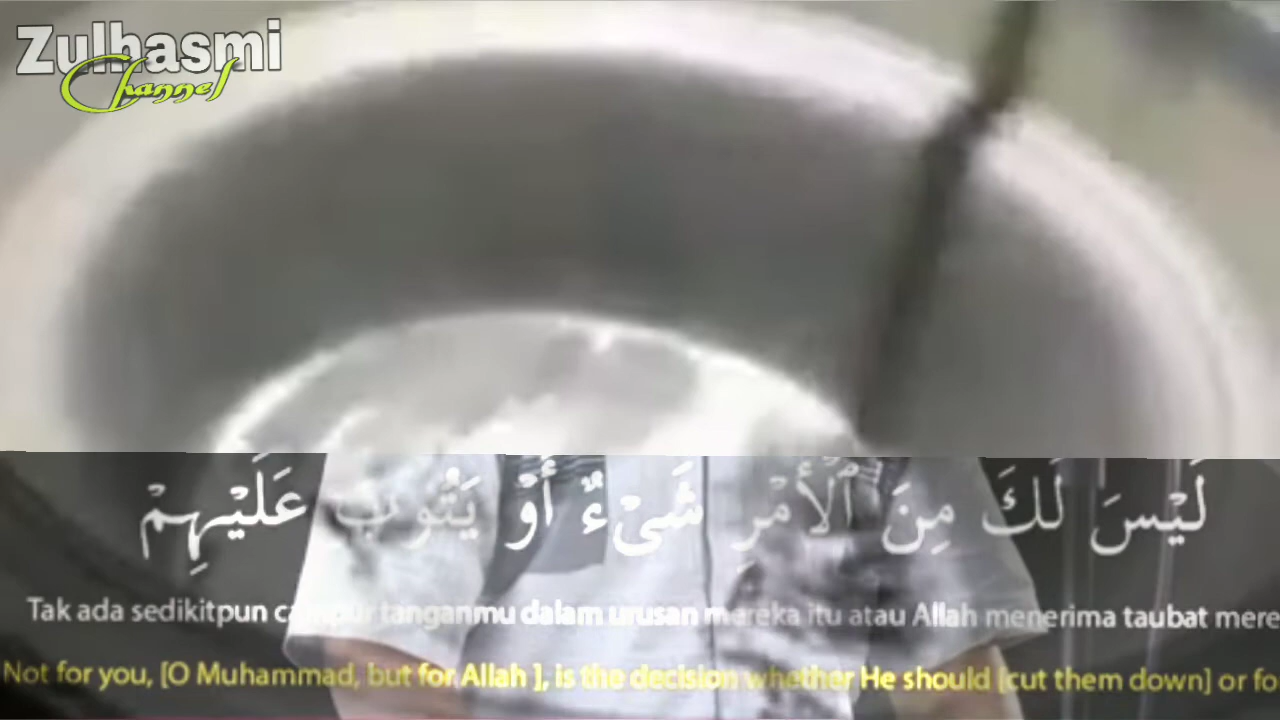 Zulhasmi
Channel
لَيْسَ لَكَ مِنَ ٱلْأَمْرِ شَىْءٌ أَوْ يَتُوبَ عَلَيْهِمْ
Tak ada sedikitpun campur tanganmu dalam urusan mereka itu atau Allah menerima taubat mere
Not for you, [O Muhammad, but for Allah ], is the decision whether He should [cut them down] or fo